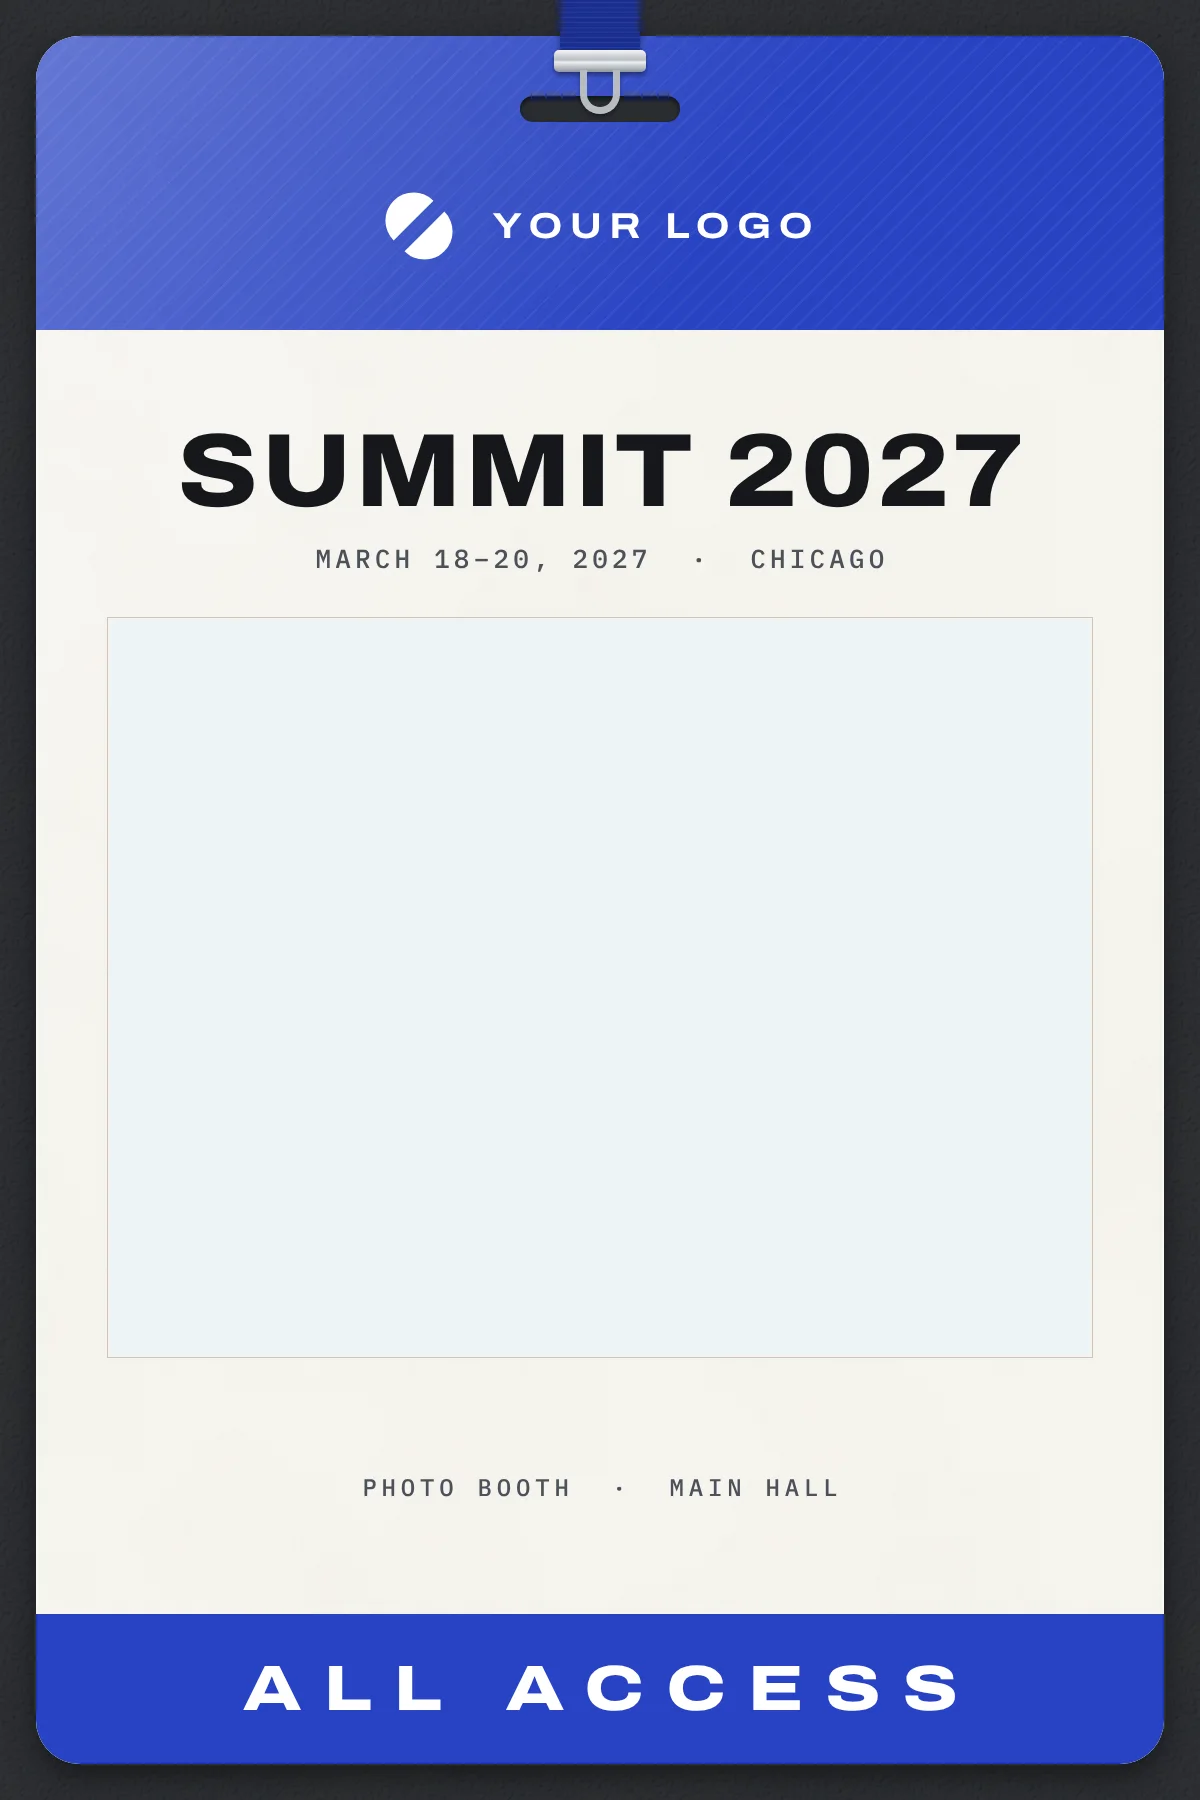 YOUR LOGO
SUMMIT 2027
MARCH 18–20, 2027 · CHICAGO
PHOTO BOOTH · MAIN HALL
ALL ACCESS